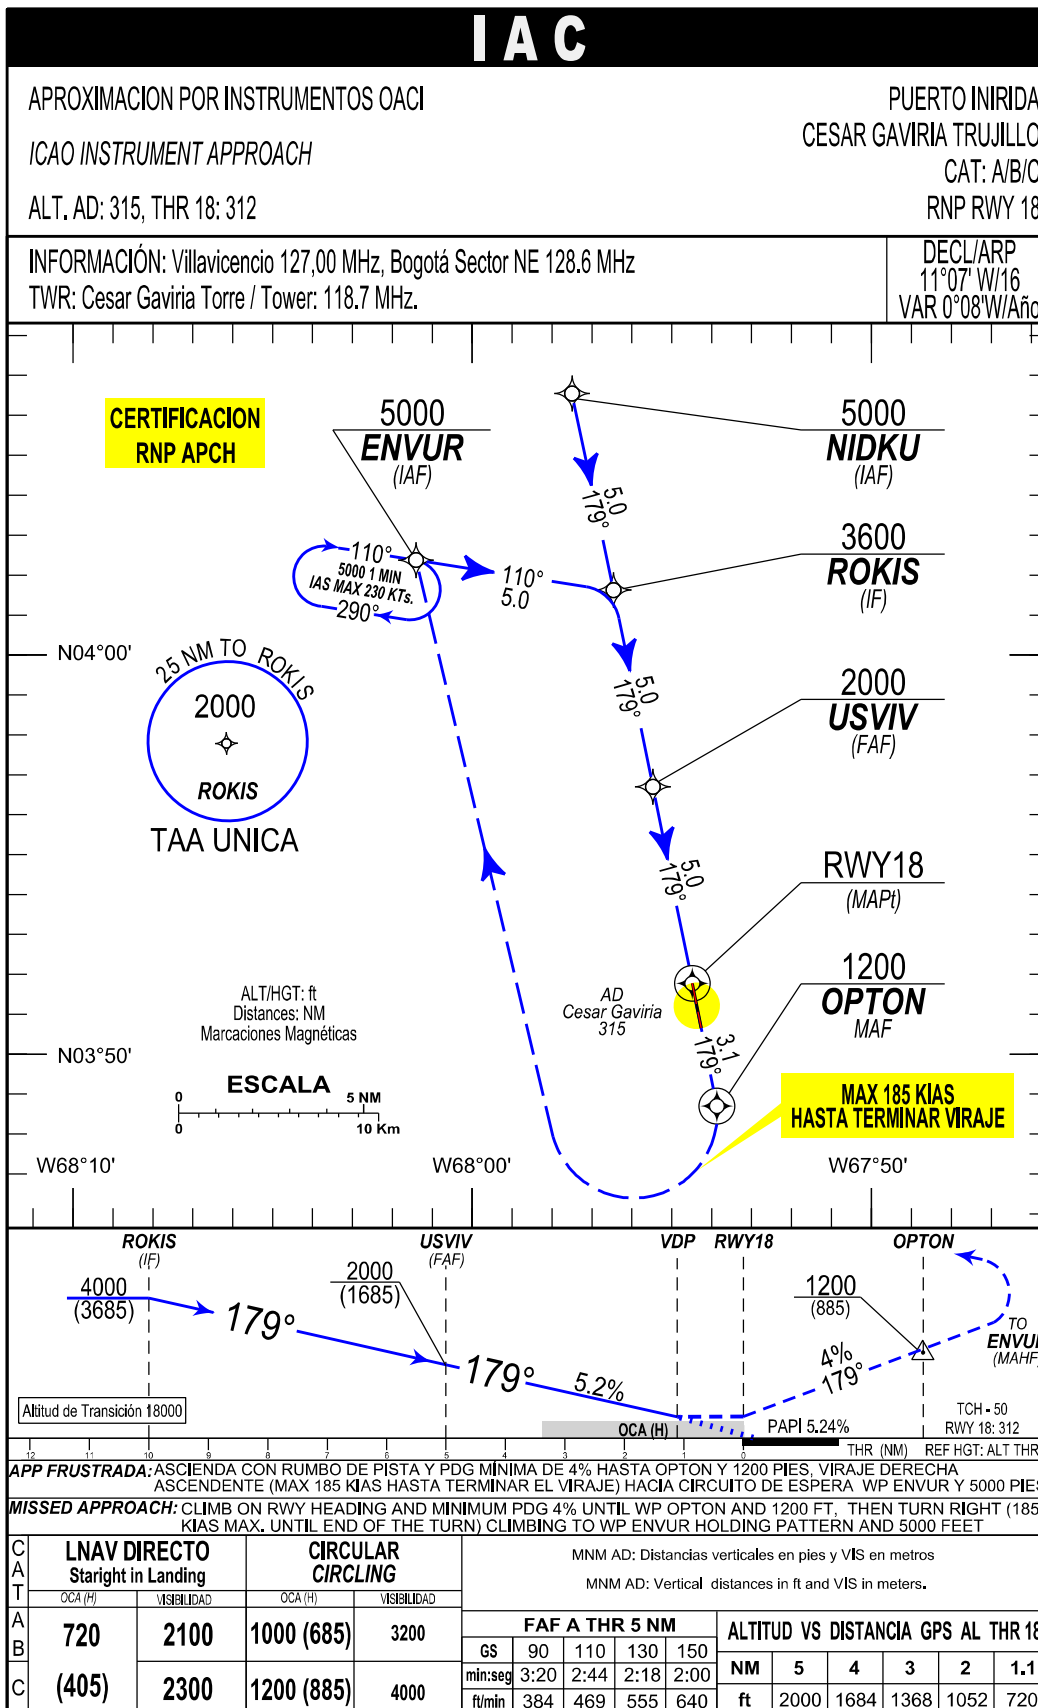 IAC
APROXIMACION POR INSTRUMENTOS OACI
ICAO INSTRUMENT APPROACH
ALT. AD: 315, THR 18: 312
PUERTO INIRIDA
CESAR GAVIRIA TRUJILLO
CAT: A/B/C
RNP RWY 18
INFORMACIÓN: Villavicencio 127,00 MHz, Bogotá Sector NE 128.6 MHz
TWR: Cesar Gaviria Torre / Tower: 118.7 MHz.
DECL/ARP
11°07' W/16
VAR 0°08'W/Año
CERTIFICACION
RNP APCH
5000
ENVUR
(IAF)
5000
NIDKU
(IAF)
5.0
179°
3600
ROKIS
(IF)
110°
5000 1 MIN
IAS MAX 230 KTs.
290°
110°
5.0
N04°00'
25 NM TO ROKIS
2000
ROKIS
TAA UNICA
5.0
179°
2000
USVIV
(FAF)
5.0
179°
RWY18
(MAPt)
1200
OPTON
MAF
ALT/HGT: ft
Distances: NM
Marcaciones Magnéticas
AD
Cesar Gaviria
315
3.1
179°
N03°50'
ESCALA
0 5 NM
0 10 Km
MAX 185 KIAS
HASTA TERMINAR VIRAJE
W68°10' W68°00' W67°50'
ROKIS
(IF)
USVIV
(FAF)
VDP RWY18 OPTON
4000
(3685)
2000
(1685)
1200
(885)
179°
179°
5.2%
4%
179°
TO
ENVUR
(MAHF)
Altitud de Transición 18000
OCA (H)
PAPI 5.24%
TCH - 50
RWY 18: 312
12 11 10 9 8 7 6 5 4 3 2 1 0
THR (NM) REF HGT: ALT THR
APP FRUSTRADA: ASCIENDA CON RUMBO DE PISTA Y PDG MÍNIMA DE 4% HASTA OPTON Y 1200 PIES, VIRAJE DERECHA
ASCENDENTE (MAX 185 KIAS HASTA TERMINAR EL VIRAJE) HACIA CIRCUITO DE ESPERA WP ENVUR Y 5000 PIES
MISSED APPROACH: CLIMB ON RWY HEADING AND MINIMUM PDG 4% UNTIL WP OPTON AND 1200 FT, THEN TURN RIGHT (185
KIAS MAX. UNTIL END OF THE TURN) CLIMBING TO WP ENVUR HOLDING PATTERN AND 5000 FEET
CAT
LNAV DIRECTO
Staright in Landing
CIRCULAR
CIRCLING
OCA (H) VISIBILIDAD OCA (H) VISIBILIDAD
A
B
720 2100 1000 (685) 3200
C
(405) 2300 1200 (885) 4000
MNM AD: Distancias verticales en pies y VIS en metros
MNM AD: Vertical distances in ft and VIS in meters.
FAF A THR 5 NM
GS 90 110 130 150
min:seg 3:20 2:44 2:18 2:00
ft/min 384 469 555 640
ALTITUD VS DISTANCIA GPS AL THR 18
NM 5 4 3 2 1.1
ft 2000 1684 1368 1052 720